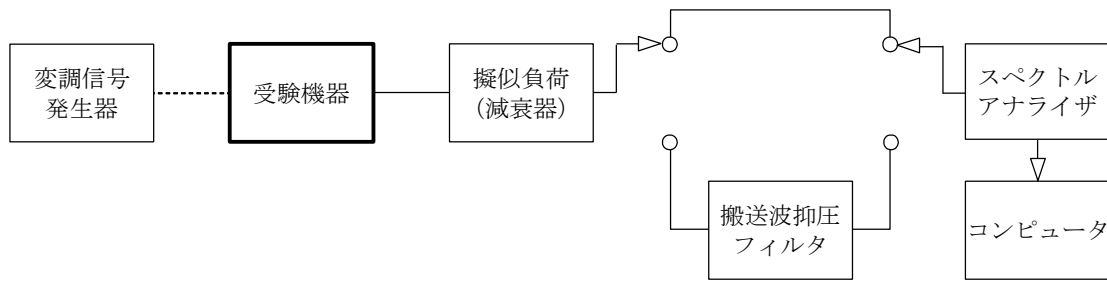 変調信号
発生器
受験機器
擬似負荷
（減衰器）
スペクトル
アナライザ
搬送波抑圧
フィルタ
コンピュータ